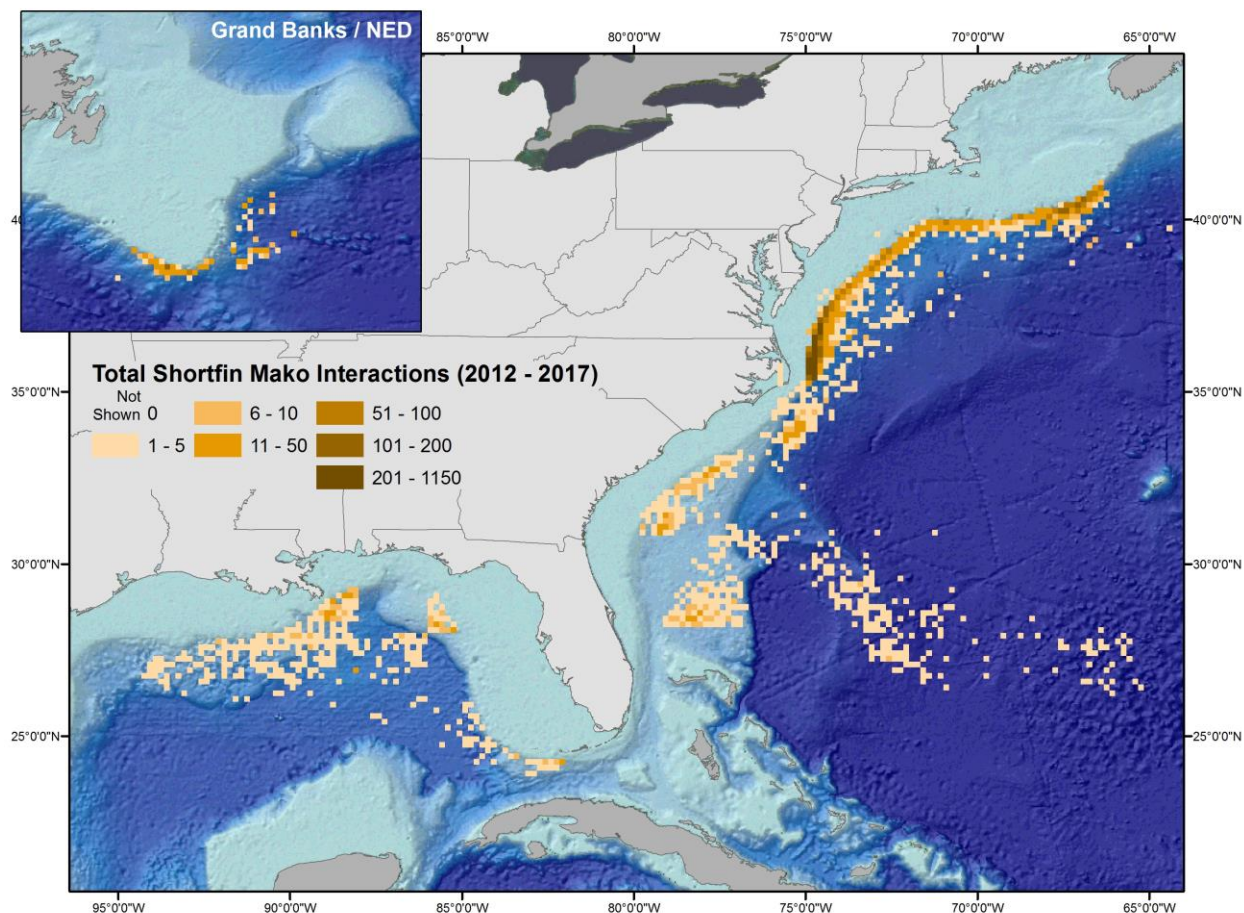 Grand Banks / NED
85°0'0"W
80°0'0"W
75°0'0"W
70°0'0"W
65°0'0"W
40°0'0"N
35°0'0"N
35°0'0"N
30°0'0"N
30°0'0"N
25°0'0"N
25°0'0"N
Total Shortfin Mako Interactions (2012 - 2017)
Not
Shown 0
6 - 10
51 - 100
1 - 5
11 - 50
101 - 200
201 - 1150
95°0'0"W
90°0'0"W
85°0'0"W
80°0'0"W
75°0'0"W
70°0'0"W
65°0'0"W